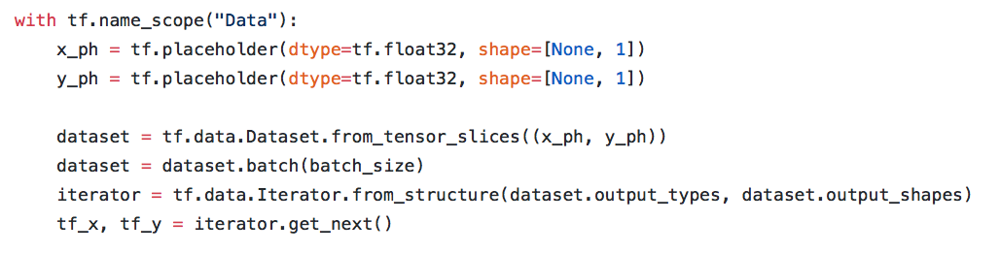 with tf.name_scope("Data"):
    x_ph = tf.placeholder(dtype=tf.float32, shape=[None, 1])
    y_ph = tf.placeholder(dtype=tf.float32, shape=[None, 1])

    dataset = tf.data.Dataset.from_tensor_slices((x_ph, y_ph))
    dataset = dataset.batch(batch_size)
    iterator = tf.data.Iterator.from_structure(dataset.output_types, dataset.output_shapes)
    tf_x, tf_y = iterator.get_next()